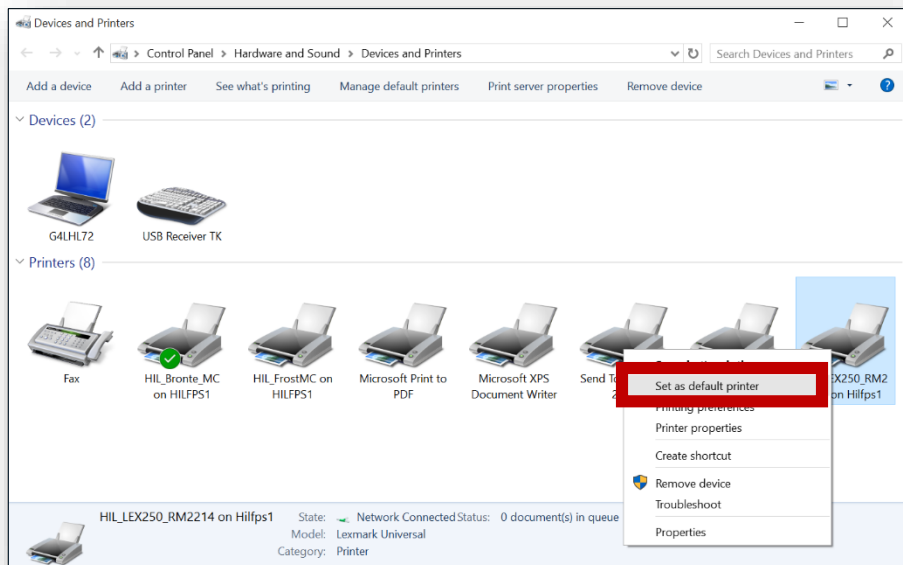 Devices and Printers
Control Panel > Hardware and Sound > Devices and Printers
Search Devices and Printers
Add a device Add a printer See what's printing Manage default printers Print server properties Remove device
Devices (2)
G4LHL72 USB Receiver TK
Printers (8)
Fax HIL_Bronte_MC on HILFPS1 HIL_FrostMC on HILFPS1 Microsoft Print to PDF Microsoft XPS Document Writer Send EX250_RM2 on Hilfps1
Set as default printer
Printing preferences
Printer properties
Create shortcut
Remove device
Troubleshoot
Properties
HIL_LEX250_RM2214 on Hilfps1 State: Network Connected Status: 0 document(s) in queue
Model: Lexmark Universal
Category: Printer